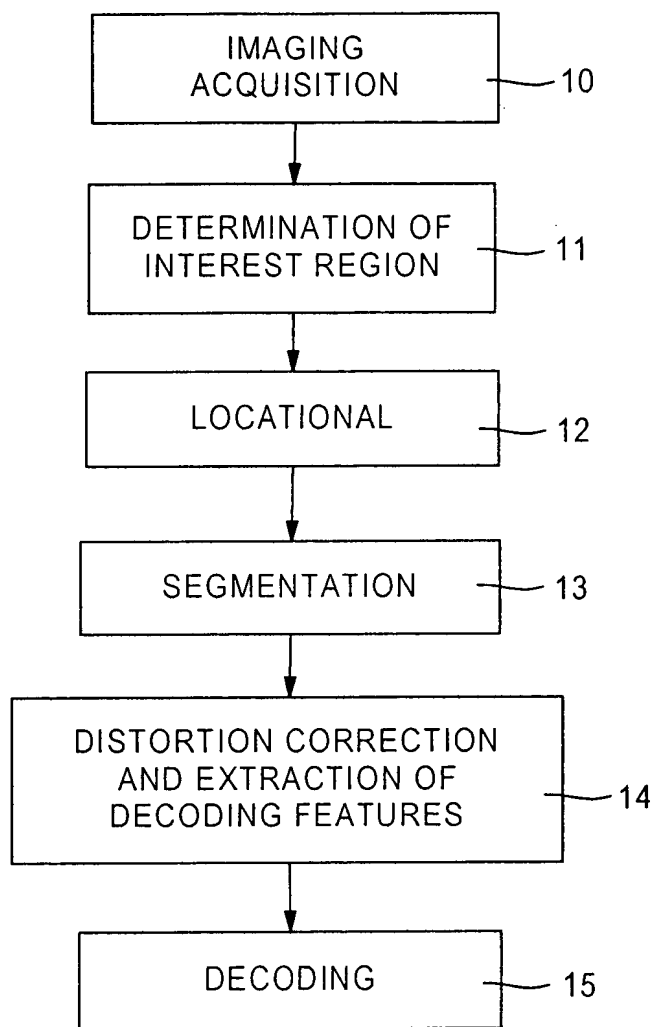 IMAGING
ACQUISITION
10
DETERMINATION OF
INTEREST REGION
11
LOCATIONAL
12
SEGMENTATION
13
DISTORTION CORRECTION
AND EXTRACTION OF
DECODING FEATURES
14
DECODING
15